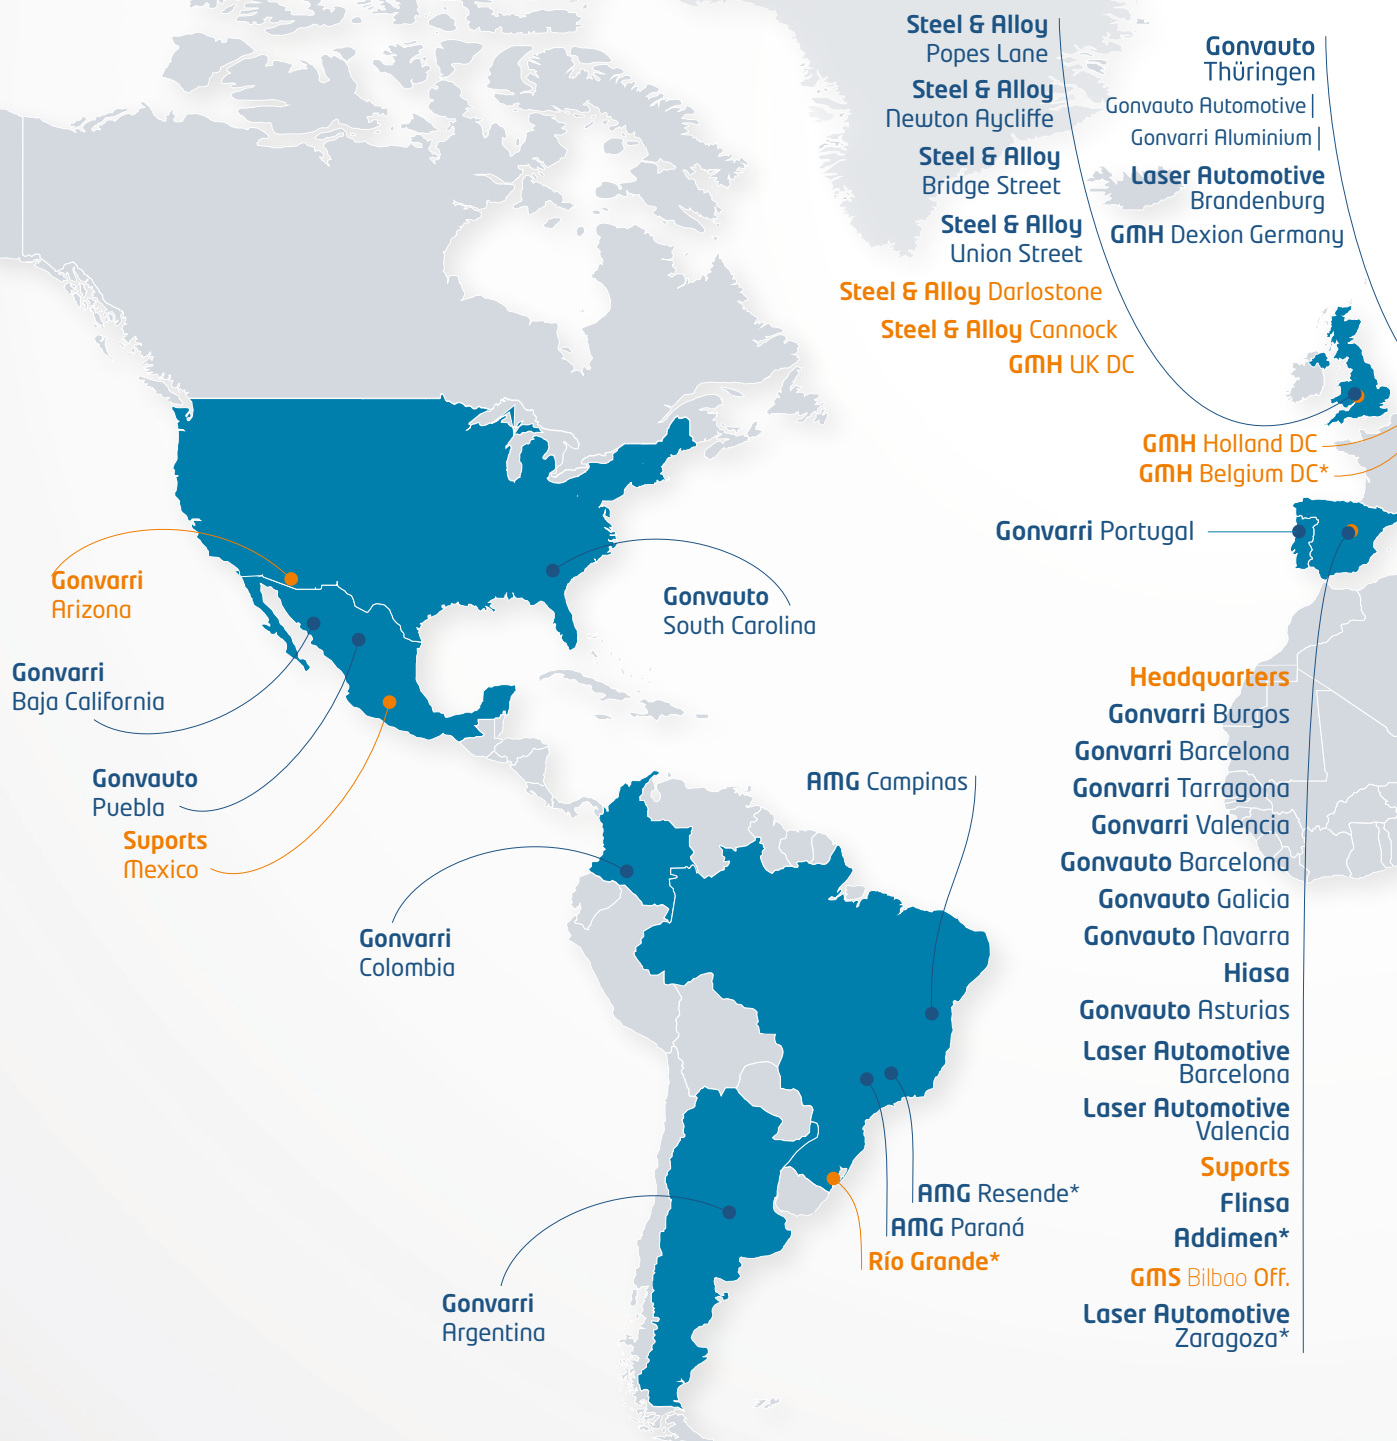 Steel & Alloy
Popes Lane
Steel & Alloy
Newton Aycliffe
Steel & Alloy
Bridge Street
Steel & Alloy
Union Street
Steel & Alloy Darlostone
Steel & Alloy Cannock
GMH UK DC
Gonvauto
Thüringen
Gonvauto Automotive
Gonvarri Aluminium
Laser Automotive
Brandenburg
GMH Dexion Germany
GMH Holland DC
GMH Belgium DC*
Gonvarri Portugal
Gonvarri
Arizona
Gonvauto
South Carolina
Gonvarri
Baja California
Gonvauto
Puebla
Suports
Mexico
Gonvarri
Colombia
AMG Campinas
AMG Resende*
AMG Paraná
Río Grande*
Gonvarri
Argentina
Headquarters
Gonvarri Burgos
Gonvarri Barcelona
Gonvarri Tarragona
Gonvarri Valencia
Gonvauto Barcelona
Gonvauto Galicia
Gonvauto Navarra
Hiasa
Gonvauto Asturias
Laser Automotive
Barcelona
Laser Automotive
Valencia
Suports
Flinsa
Addimen*
GMS Bilbao Off.
Laser Automotive
Zaragoza*